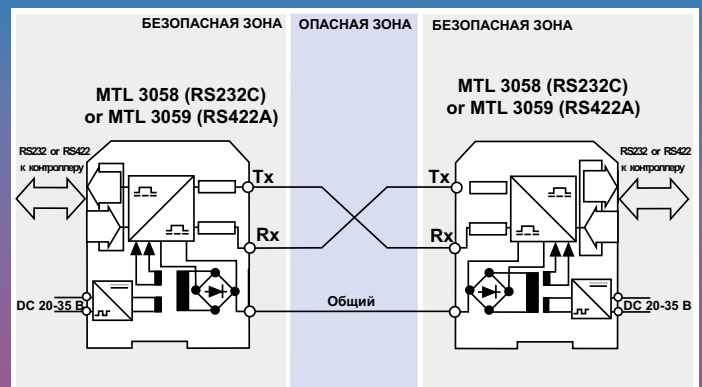 БЕЗОПАСНАЯ ЗОНА
ОПАСНАЯ ЗОНА
БЕЗОПАСНАЯ ЗОНА
MTL 3058 (RS232C)
or MTL 3059 (RS422A)
MTL 3058 (RS232C)
or MTL 3059 (RS422A)
RS232 or RS422
к контроллеру
Tx
Tx
RS232 or RS422
к контроллеру
Rx
Rx
DC 20-35 В
Общий
DC 20-35 В